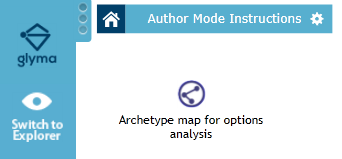 glyma
Switch to
Explorer
Author Mode Instructions
Archetype map for options
analysis